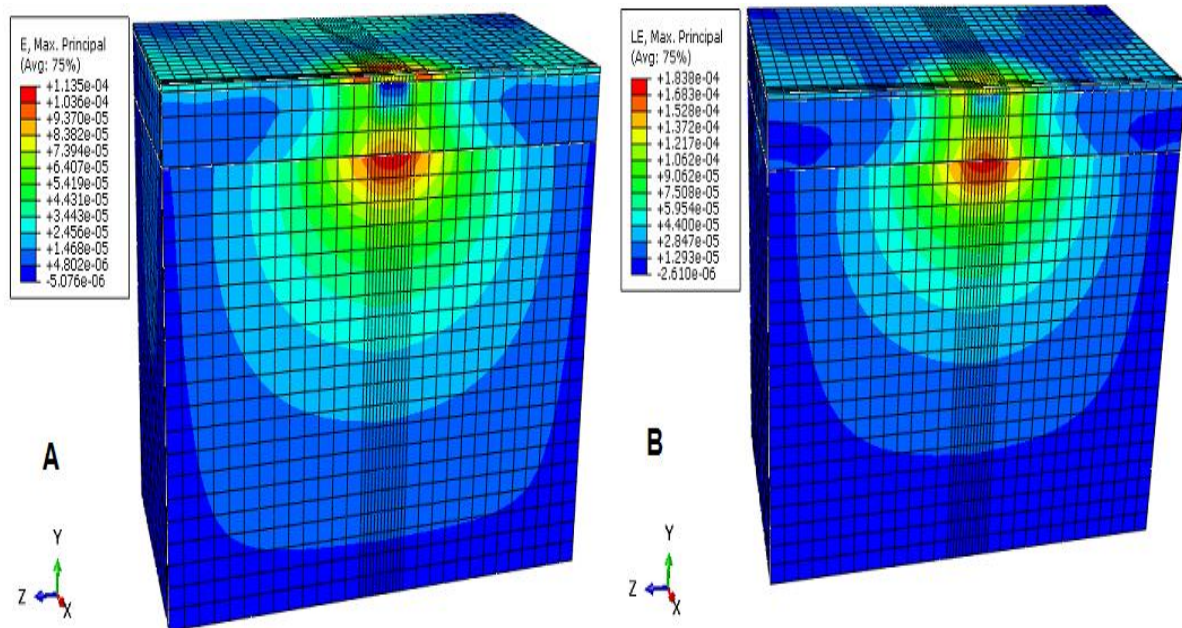 E, Max. Principal
(Avg: 75%)
+1.135e-04
+1.036e-04
+9.370e-05
+8.382e-05
+7.394e-05
+6.407e-05
+5.419e-05
+4.431e-05
+3.443e-05
+2.456e-05
+1.468e-05
+4.802e-06
-5.076e-06
A
Y
Z
X
LE, Max. Principal
(Avg: 75%)
+1.838e-04
+1.683e-04
+1.528e-04
+1.372e-04
+1.217e-04
+1.062e-04
+9.062e-05
+7.508e-05
+5.954e-05
+4.400e-05
+2.847e-05
+1.293e-05
-2.610e-06
B
Y
Z
X